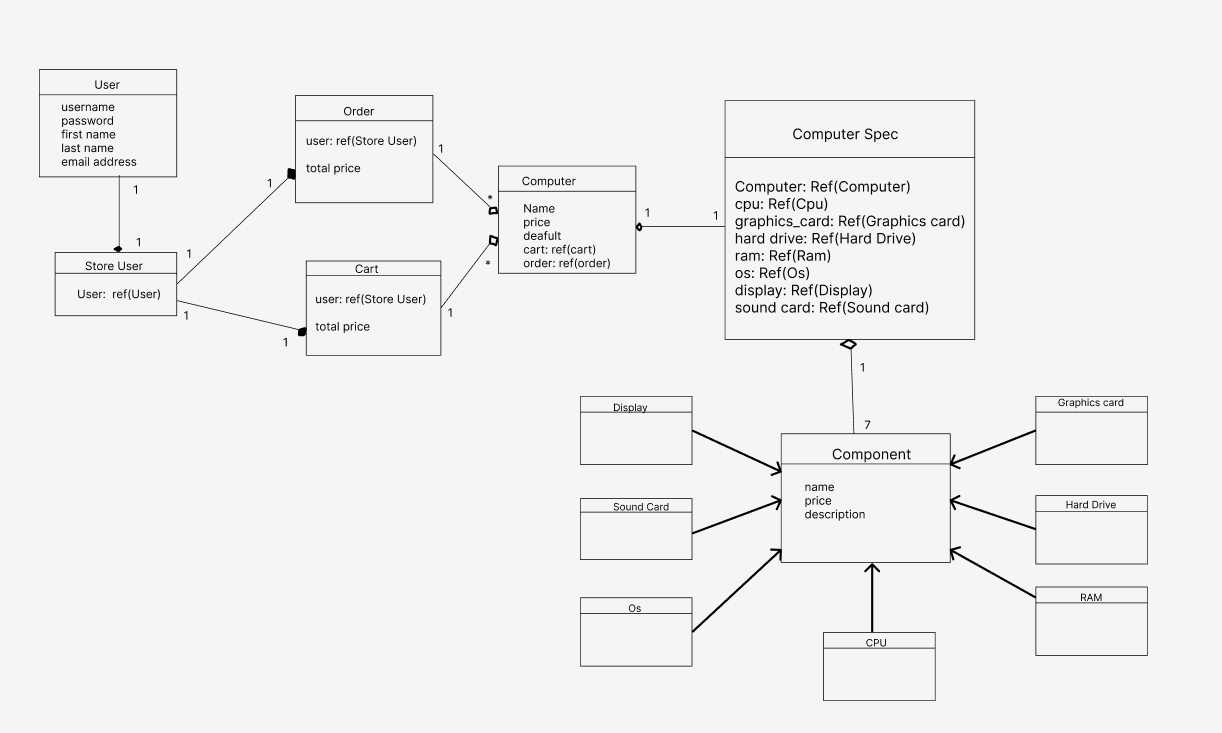 User
username
password
first name
last name
email address
1
1
Store User
User:  ref(User)
1
1
1
1
Order
user: ref(Store User)
total price
1
*
Cart
user: ref(Store User)
total price
1
*
Computer
Name
price
deafult
cart: ref(cart)
order: ref(order)
1
1
Computer Spec
Computer: Ref(Computer)
cpu: Ref(Cpu)
graphics_card: Ref(Graphics card)
hard drive: Ref(Hard Drive)
ram: Ref(Ram)
os: Ref(Os)
display: Ref(Display)
sound card: Ref(Sound card)
1
7
Component
name
price
description
Display
Sound Card
Os
CPU
Graphics card
Hard Drive
RAM